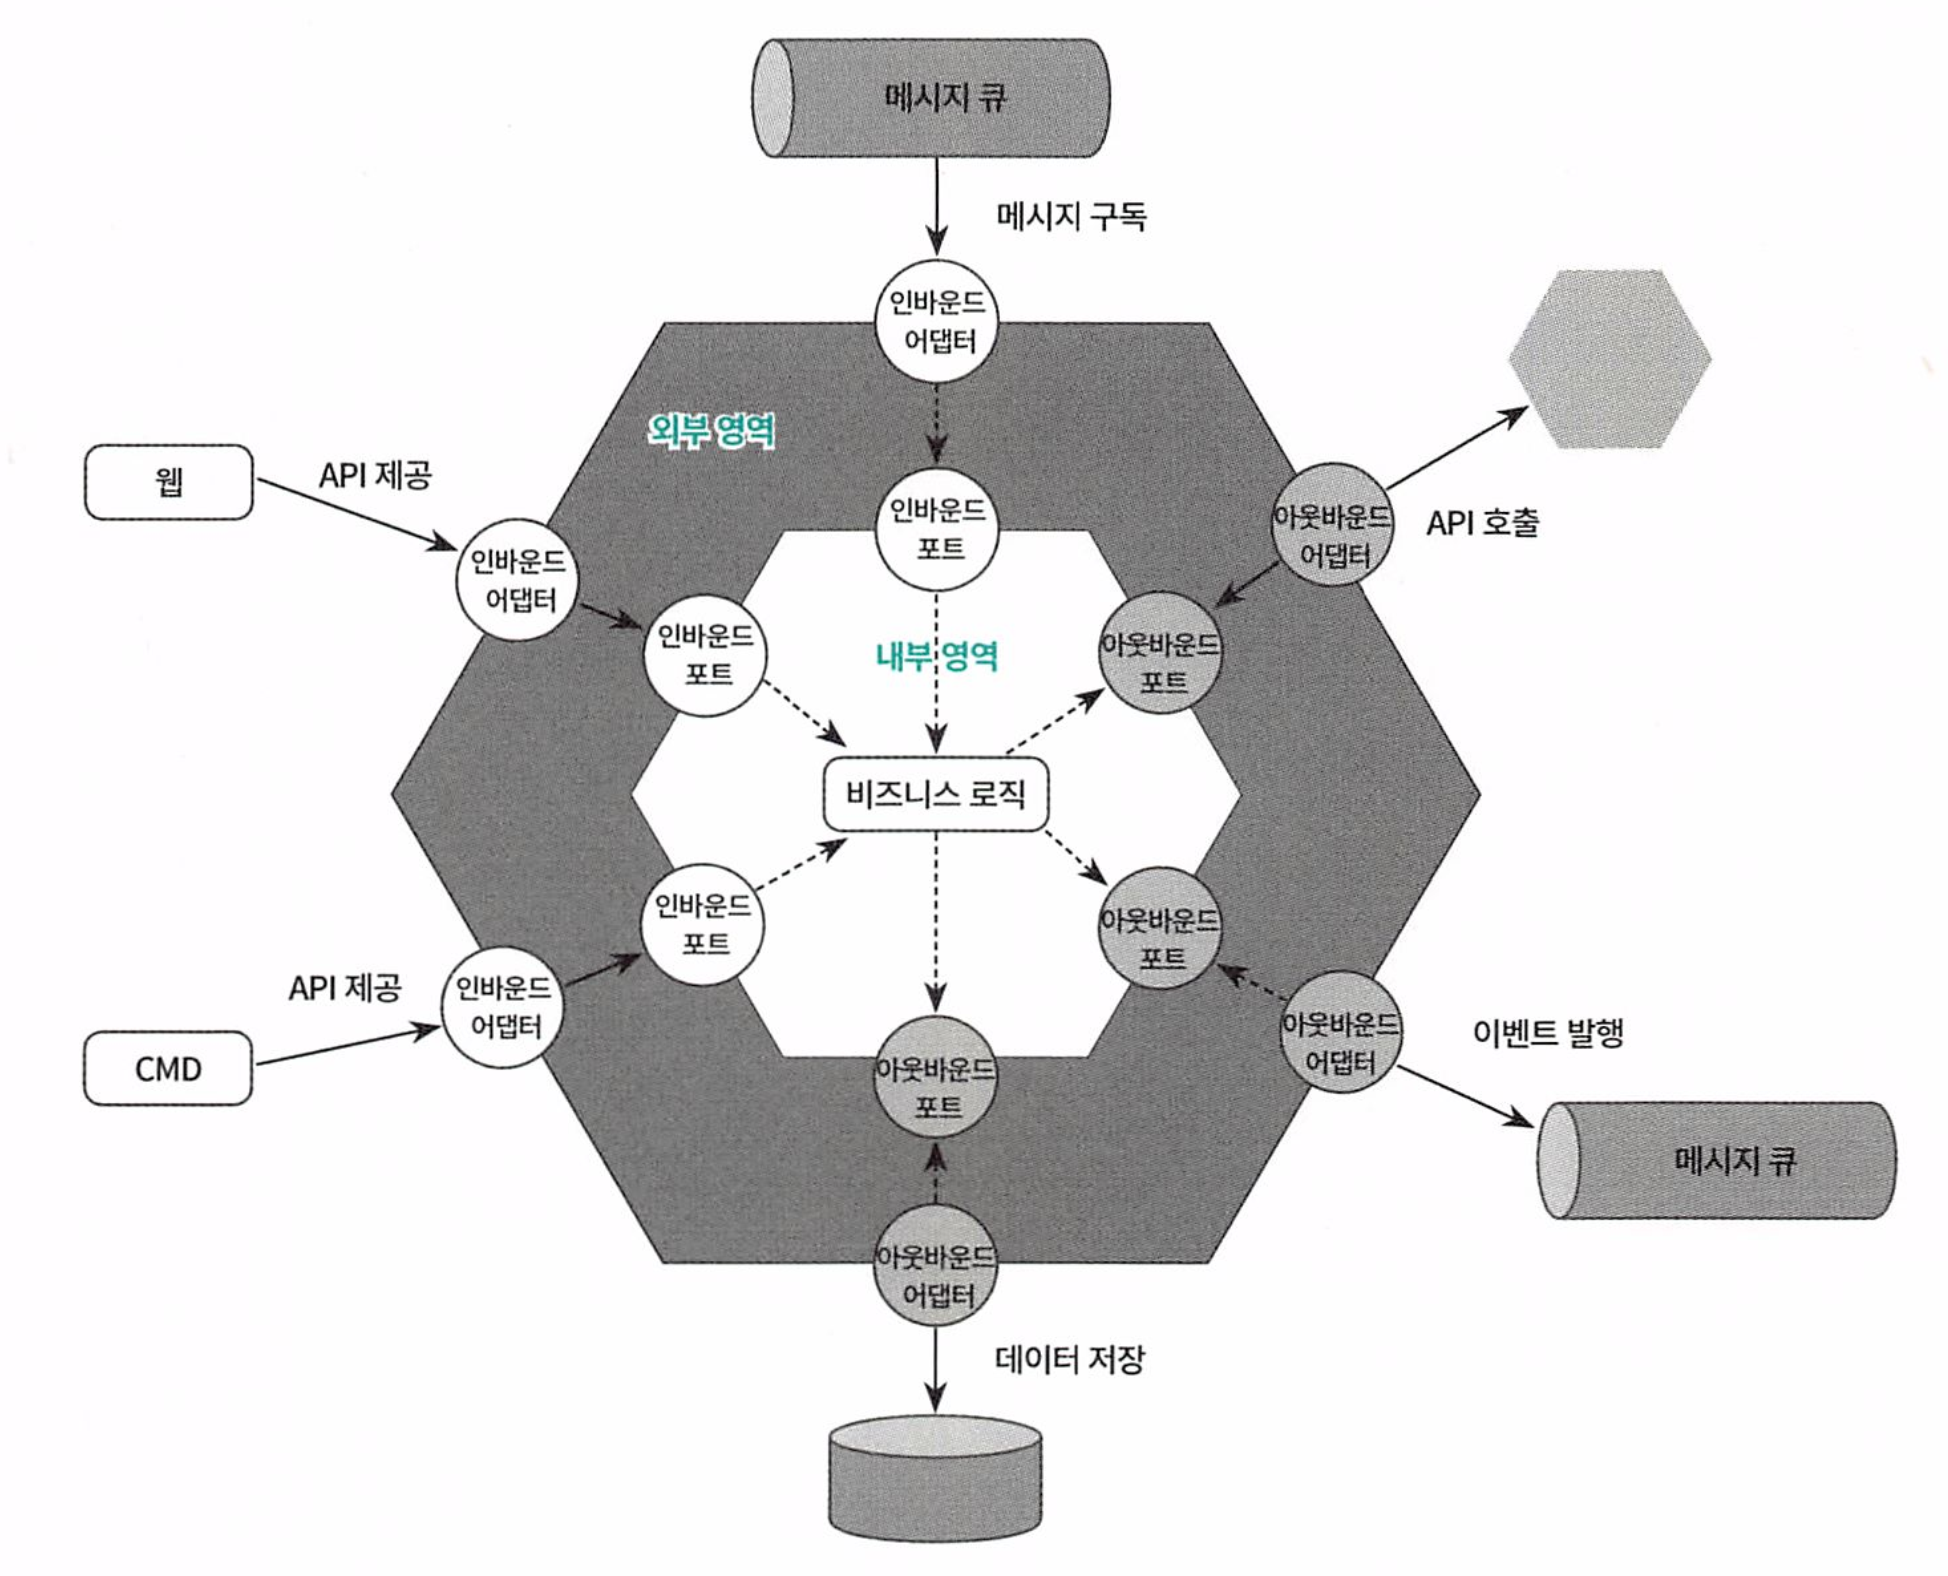 메시지 큐
메시지 구독
인바운드
어댑터
외부 영역
웹
API 제공
인바운드
어댑터
인바운드
포트
인바운드
포트
아웃바운드
어댑터
API 호출
아웃바운드
포트
내부 영역
비즈니스 로직
인바운드
포트
아웃바운드
포트
API 제공
인바운드
어댑터
CMD
아웃바운드
포트
아웃바운드
어댑터
이벤트 발행
메시지 큐
아웃바운드
어댑터
데이터 저장